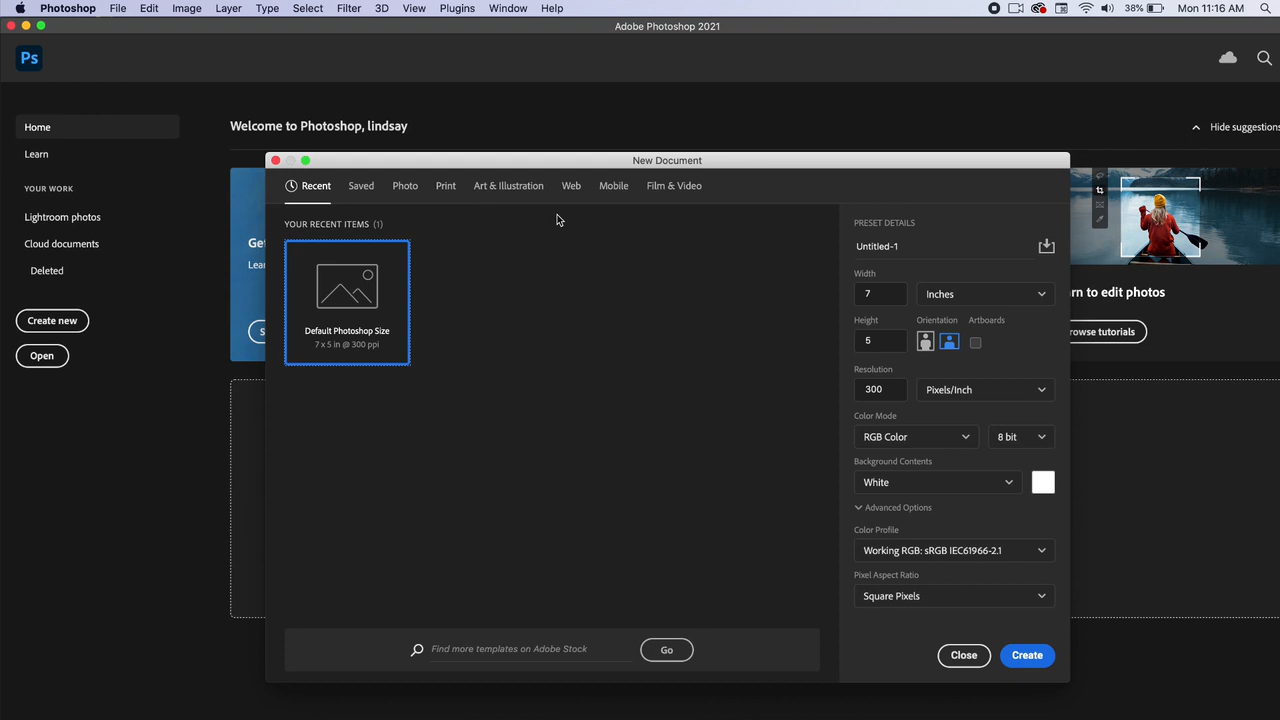 Photoshop File Edit Image Layer Type Select Filter 3D View Plugins Window Help 38% Mon 11:16 AM
Adobe Photoshop 2021
Ps
Home
Learn
YOUR WORK
Lightroom photos
Cloud documents
Deleted
Create new
Open
Welcome to Photoshop, lindsay
Hide suggestions
Get
Lear
S
rn to edit photos
rowse tutorials
New Document
Recent Saved Photo Print Art & Illustration Web Mobile Film & Video
YOUR RECENT ITEMS (1)
Default Photoshop Size
7 x 5 in @ 300 ppi
Find more templates on Adobe Stock
Go
PRESET DETAILS
Untitled-1
Width
7 Inches
Height Orientation Artboards
5
Resolution
300 Pixels/Inch
Color Mode
RGB Color 8 bit
Background Contents
White
Advanced Options
Color Profile
Working RGB: sRGB IEC61966-2.1
Pixel Aspect Ratio
Square Pixels
Close Create